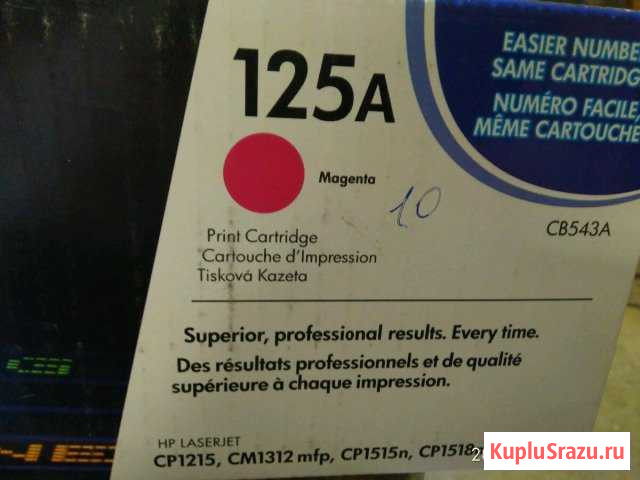 125A
EASIER NUMBE
SAME CARTRIDG
NUMÉRO FACILE,
MÊME CARTOUCHE
Magenta
10
CB543A
Print Cartridge
Cartouche d'Impression
Tisková Kazeta
Superior, professional results. Every time.
Des résultats professionnels et de qualité
supérieure à chaque impression.
HP LASERJET
CP1215, CM1312 mfp, CP1515n, CP1518
KupluSrazu.ru